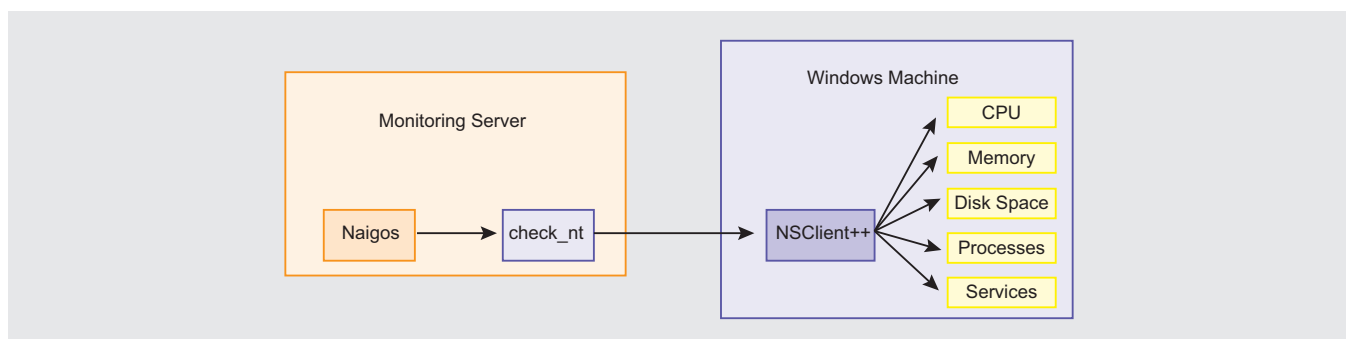 Monitoring Server
Naigos
check_nt
Windows Machine
NSClient++
CPU
Memory
Disk Space
Processes
Services